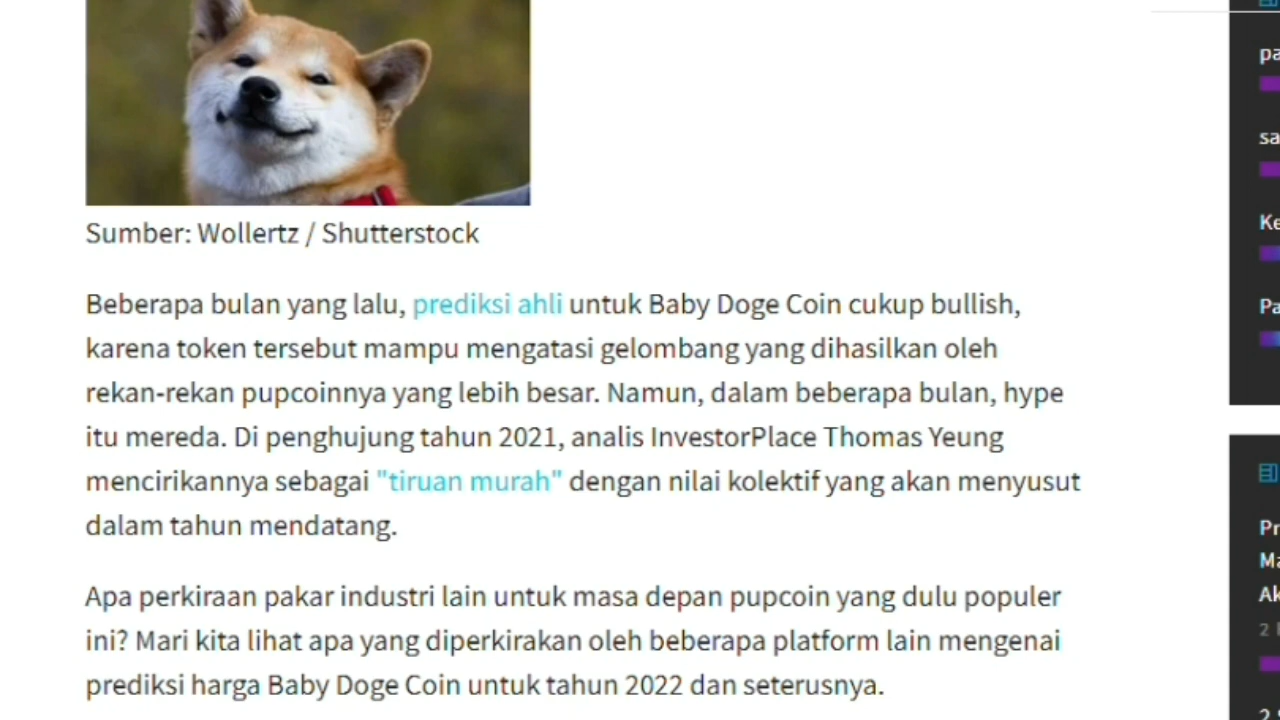 Sumber: Wollertz / Shutterstock
Beberapa bulan yang lalu, prediksi ahli untuk Baby Doge Coin cukup bullish,
karena token tersebut mampu mengatasi gelombang yang dihasilkan oleh
rekan-rekan pupcoinnya yang lebih besar. Namun, dalam beberapa bulan, hype
itu mereda. Di penghujung tahun 2021, analis InvestorPlace Thomas Yeung
mencirikannya sebagai "tiruan murah" dengan nilai kolektif yang akan menyusut
dalam tahun mendatang.
Apa perkiraan pakar industri lain untuk masa depan pupcoin yang dulu populer
ini? Mari kita lihat apa yang diperkirakan oleh beberapa platform lain mengenai
prediksi harga Baby Doge Coin untuk tahun 2022 dan seterusnya.